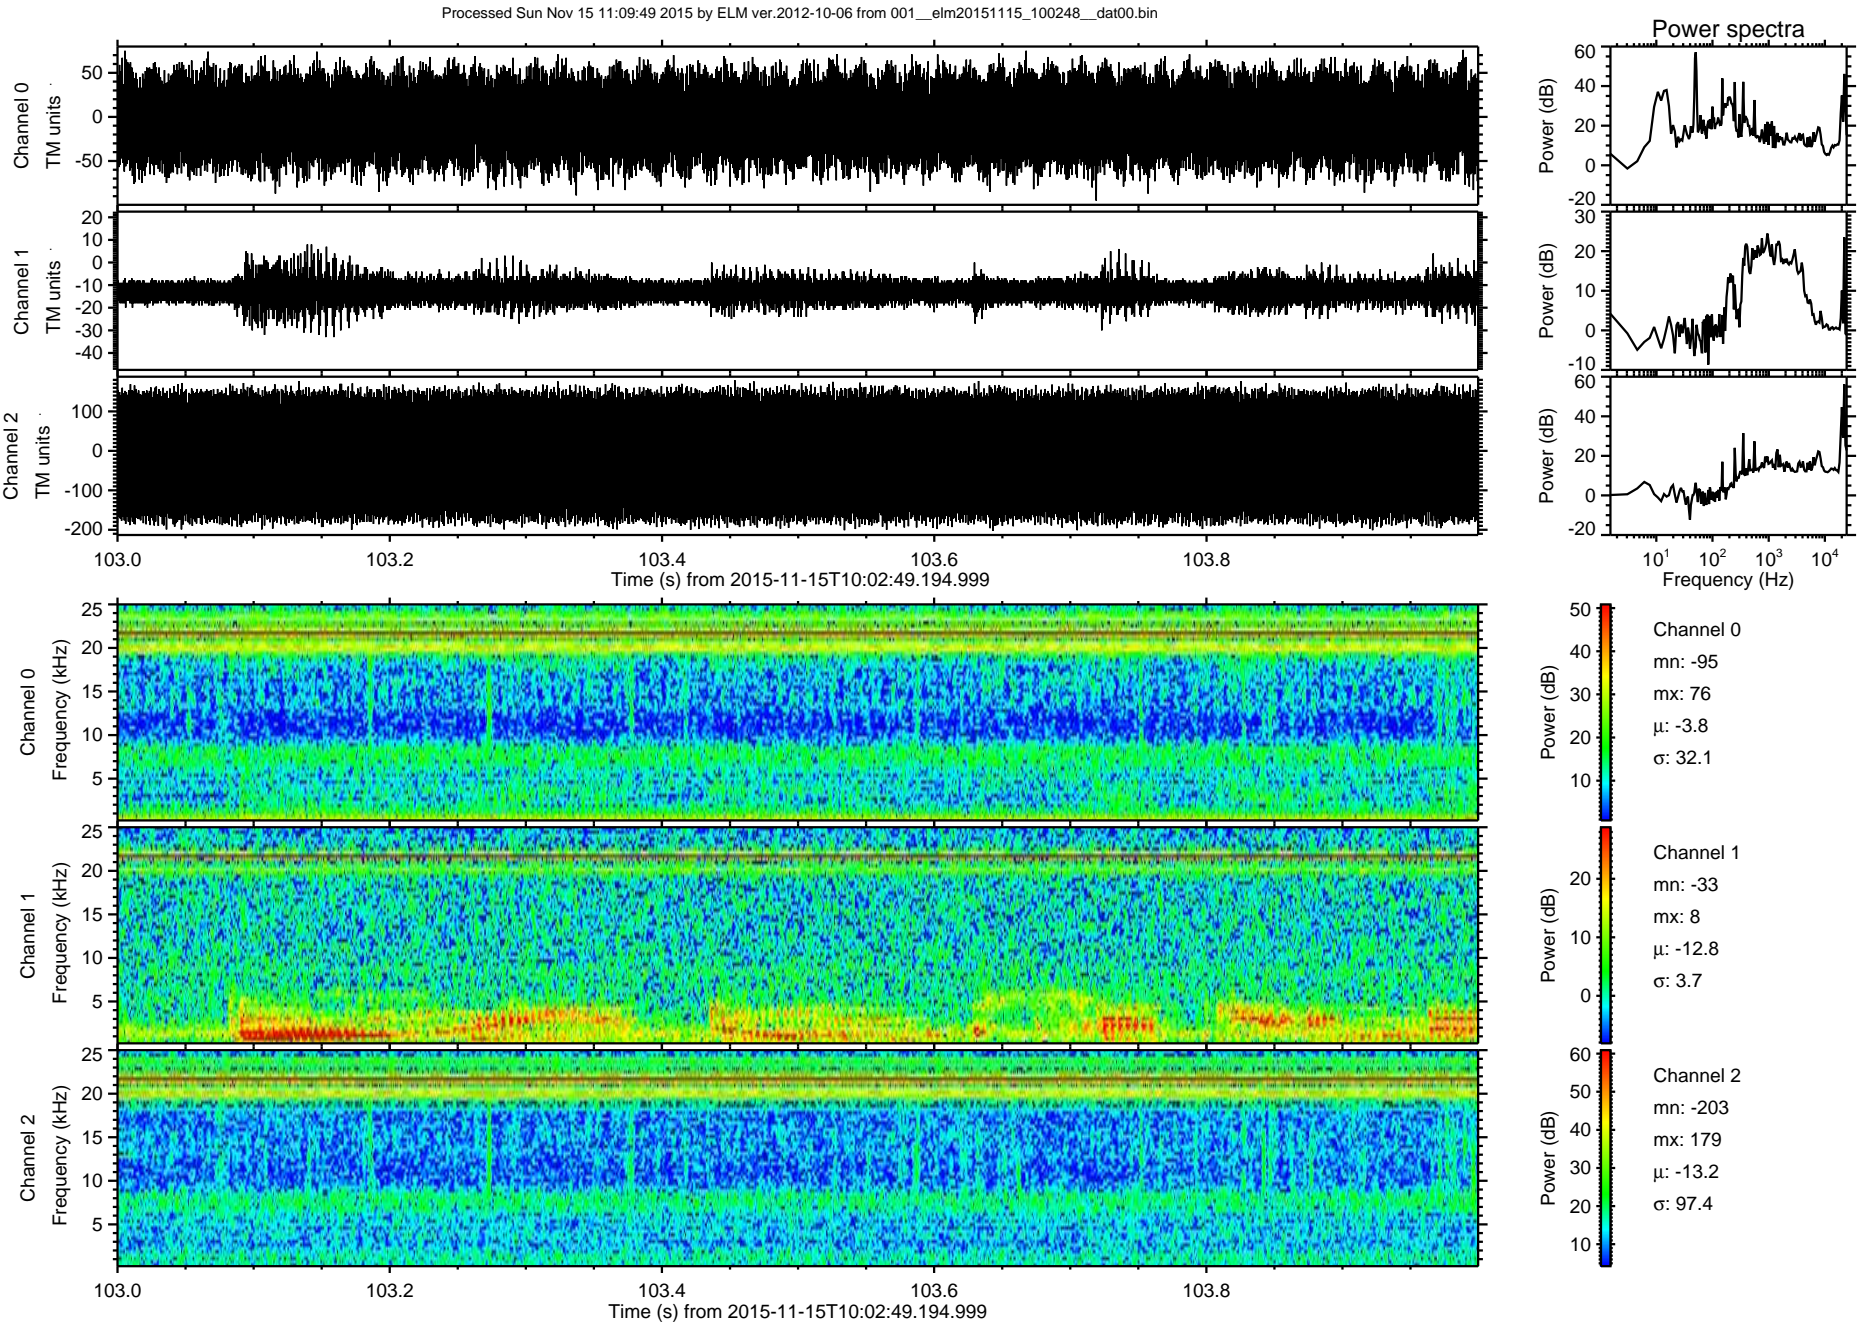 Processed Sun Nov 15 11:09:49 2015 by ELM ver.2012-10-06 from 001__elm20151115_100248__dat00.bin
Power spectra
Channel 0
TM units
50
0
-50
Power (dB)
60
40
20
0
-20
Channel 1
TM units
20
10
0
-10
-20
-30
-40
Power (dB)
30
20
10
0
-10
Channel 2
TM units
100
0
-100
-200
Power (dB)
60
40
20
0
-20
103.0 103.2 103.4 103.6 103.8
Time (s) from 2015-11-15T10:02:49.194.999
10^1 10^2 10^3 10^4
Frequency (Hz)
Channel 0
Frequency (kHz)
25
20
15
10
5
Power (dB)
50
40
30
20
10
Channel 0
mn: -95
mx: 76
μ: -3.8
σ: 32.1
Channel 1
Frequency (kHz)
25
20
15
10
5
Power (dB)
20
10
0
Channel 1
mn: -33
mx: 8
μ: -12.8
σ: 3.7
Channel 2
Frequency (kHz)
25
20
15
10
5
Power (dB)
60
50
40
30
20
10
Channel 2
mn: -203
mx: 179
μ: -13.2
σ: 97.4
103.0 103.2 103.4 103.6 103.8
Time (s) from 2015-11-15T10:02:49.194.999